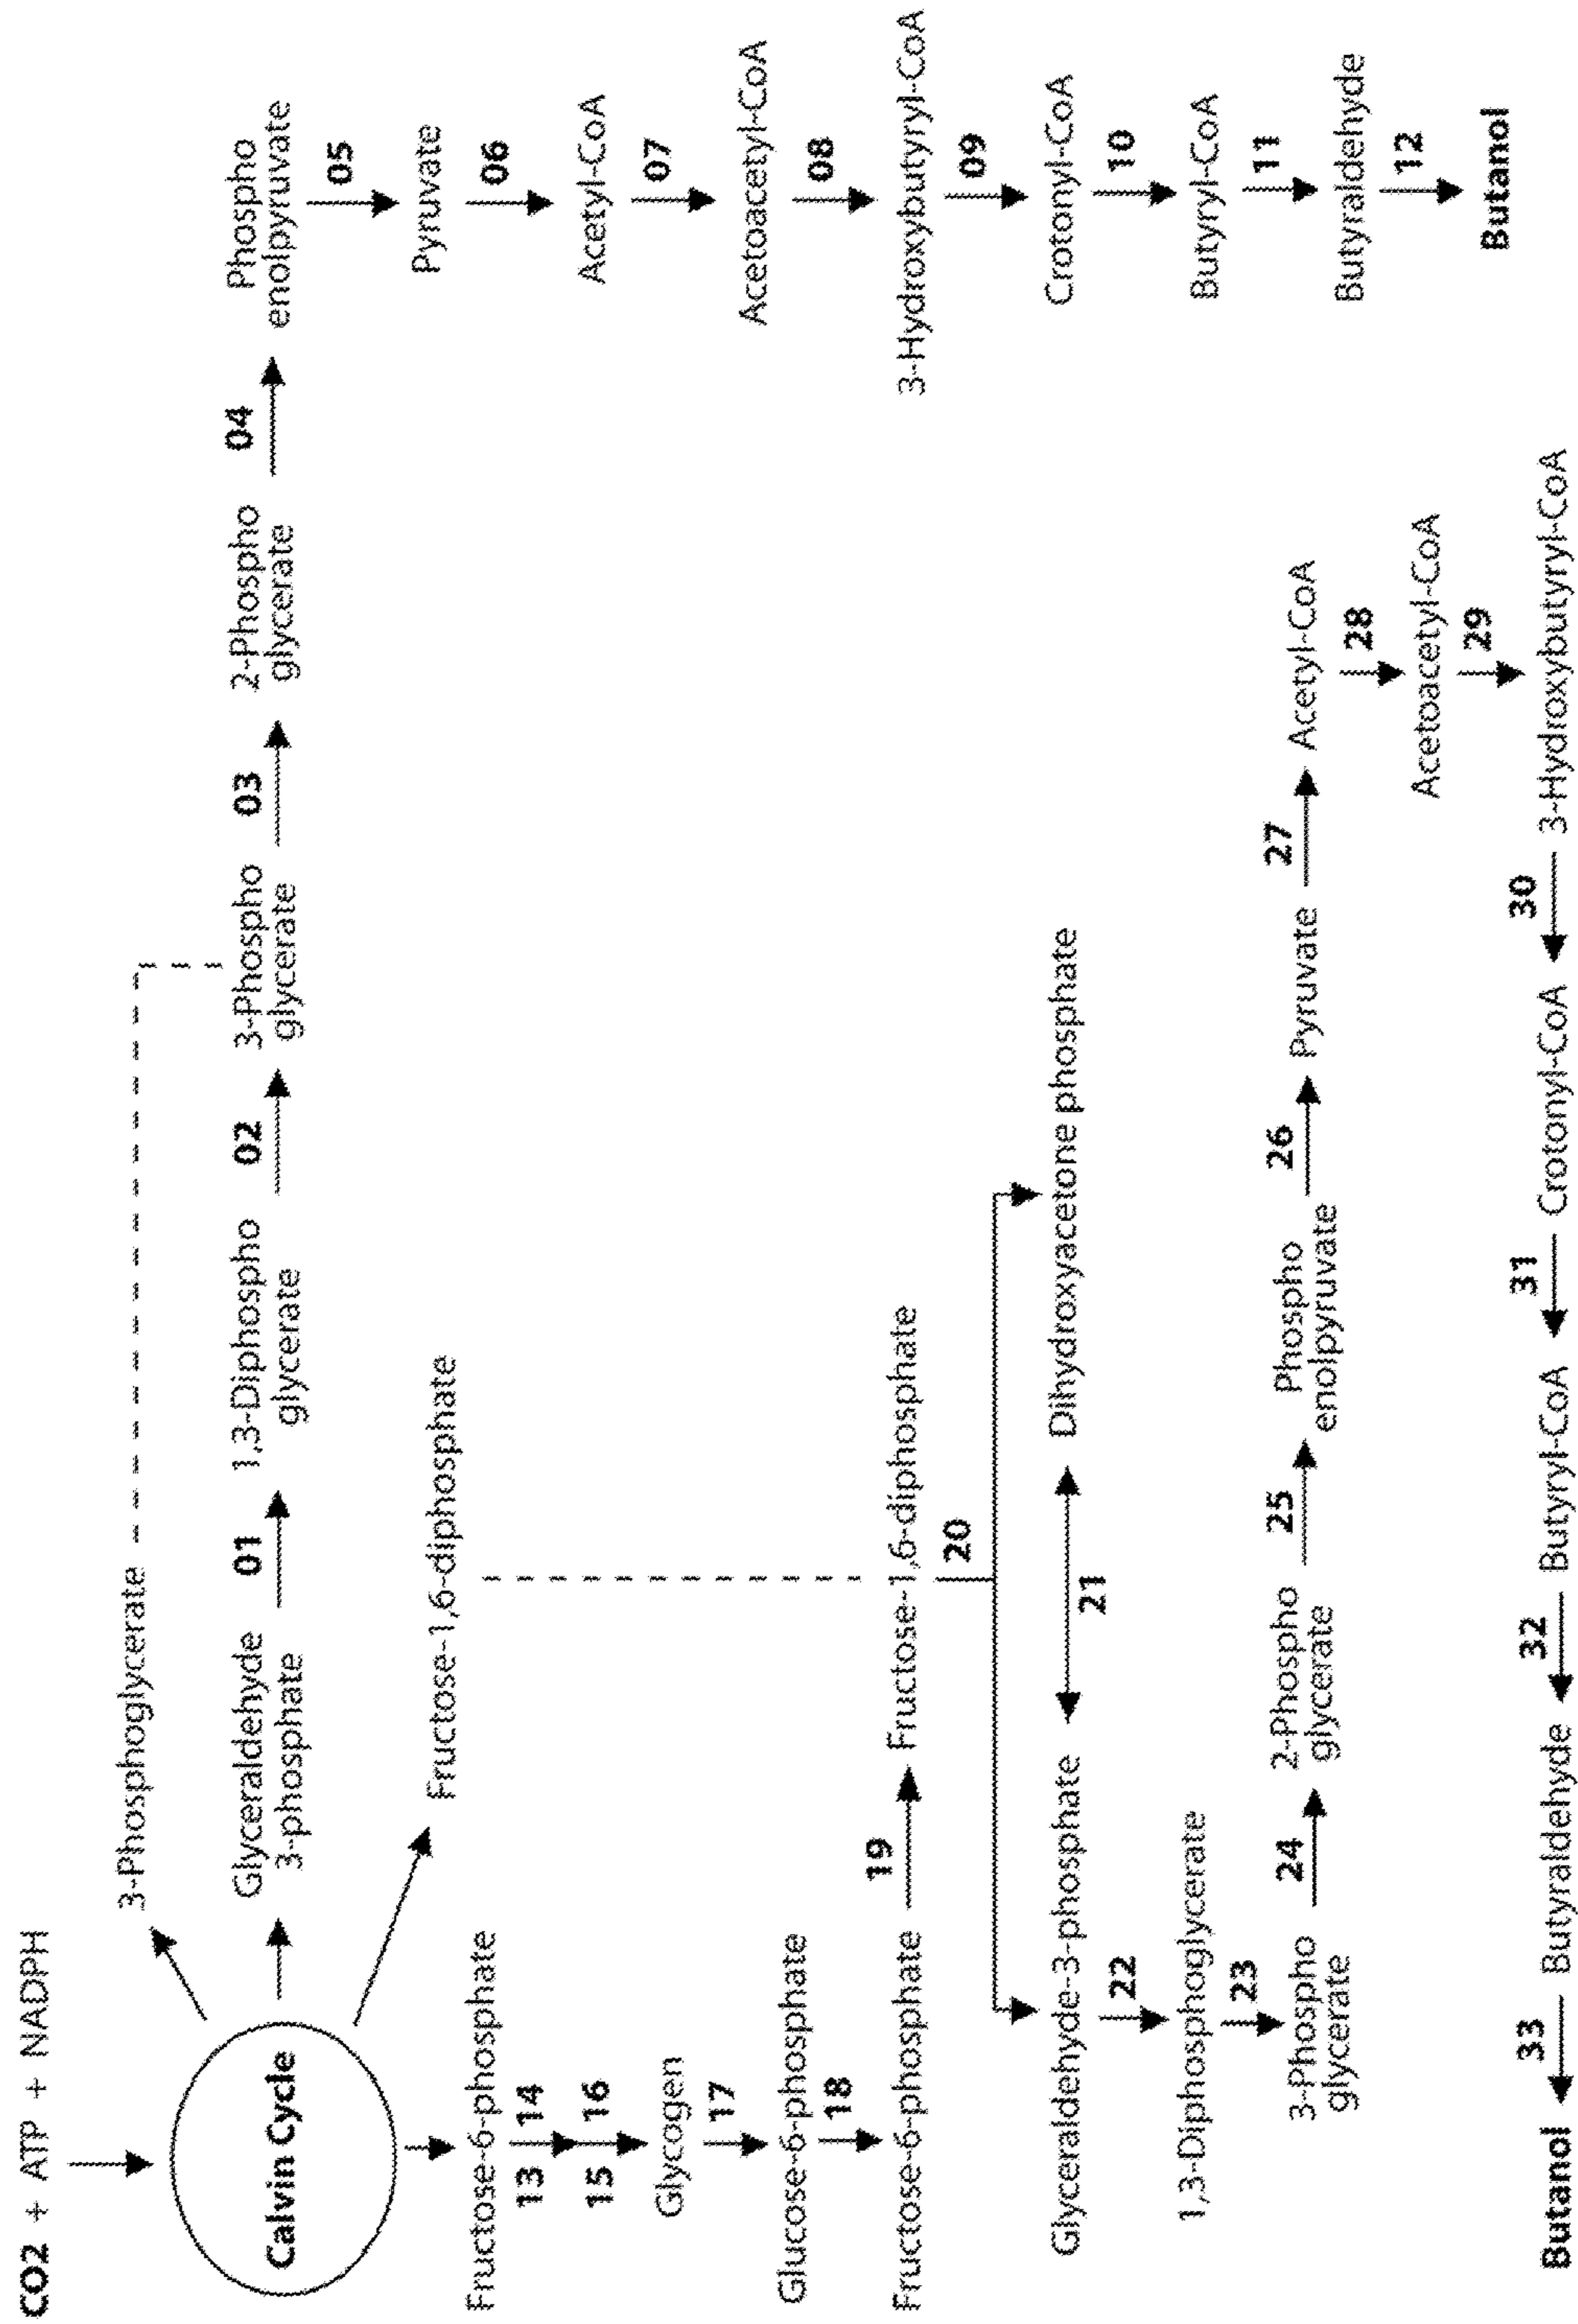 CO2 + ATP + NADPH
Calvin Cycle
3-Phosphoglycerate
Glyceraldehyde
3-phosphate
01
1,3-Diphospho
glycerate
02
3-Phospho
glycerate
03
2-Phospho
glycerate
04
Phospho
enolpyruvate
05
Pyruvate
06
Acetyl-CoA
07
Acetoacetyl-CoA
08
3-Hydroxybutyryl-CoA
09
Crotonyl-CoA
10
Butyryl-CoA
11
Butyraldehyde
12
Butanol
Fructose-1,6-diphosphate
Fructose-6-phosphate
13 14
15 16
Glycogen
17
Glucose-6-phosphate
18
Fructose-6-phosphate
19
Fructose-1,6-diphosphate
20
Glyceraldehyde-3-phosphate
21
Dihydroxyacetone phosphate
22
1,3-Diphosphoglycerate
23
3-Phospho
glycerate
24
2-Phospho
glycerate
25
Phospho
enolpyruvate
26
Pyruvate
27
Acetyl-CoA
28
Acetoacetyl-CoA
29
3-Hydroxybutyryl-CoA
30
Crotonyl-CoA
31
Butyryl-CoA
32
Butyraldehyde
33
Butanol